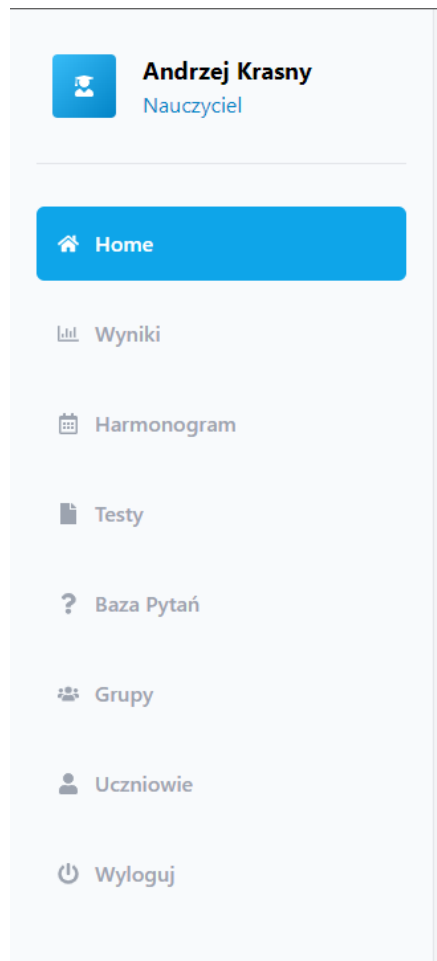 Andrzej Krasny
Nauczyciel
Home
Wyniki
Harmonogram
Testy
Baza Pytań
Grupy
Uczniowie
Wyloguj